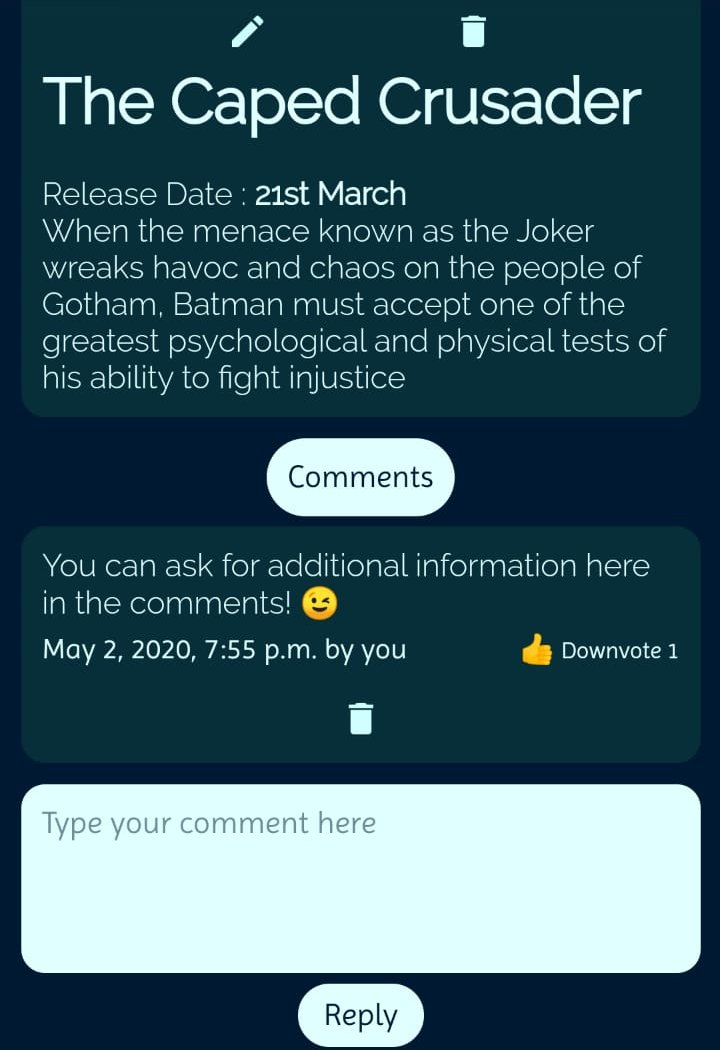 The Caped Crusader
Release Date : 21st March
When the menace known as the Joker
wreaks havoc and chaos on the people of
Gotham, Batman must accept one of the
greatest psychological and physical tests of
his ability to fight injustice
Comments
You can ask for additional information here
in the comments! 😉
May 2, 2020, 7:55 p.m. by you
👍 Downvote 1
Type your comment here
Reply